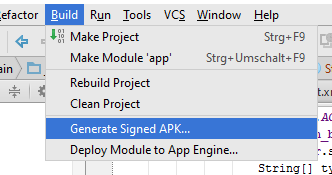 Refactor Build Run Tools VCS Window Help
Make Project Strg+F9
Make Module 'app' Strg+Umschalt+F9
Rebuild Project
Clean Project
Generate Signed APK...
Deploy Module to App Engine...
String[] ty